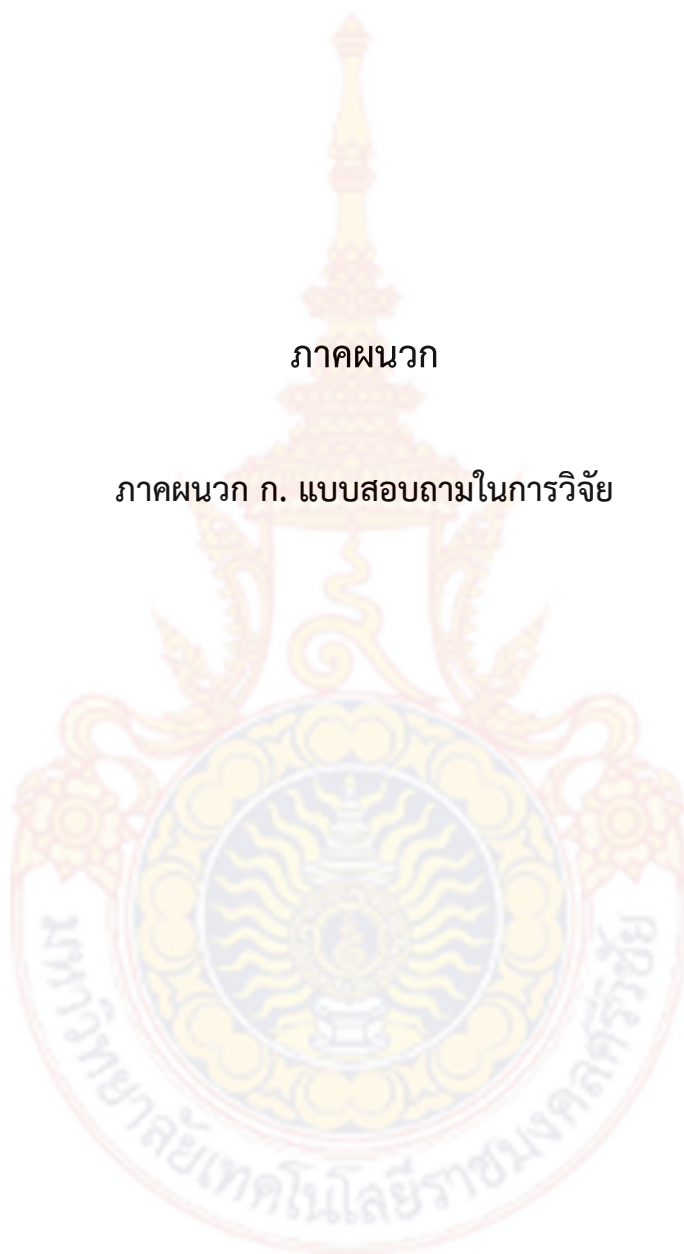 ภาคผนวก
ภาคผนวก ก. แบบสอบถามในการวิจัย
มหาวิทยาลัยเทคโนโลยีราชมงคลศรีวิชัย